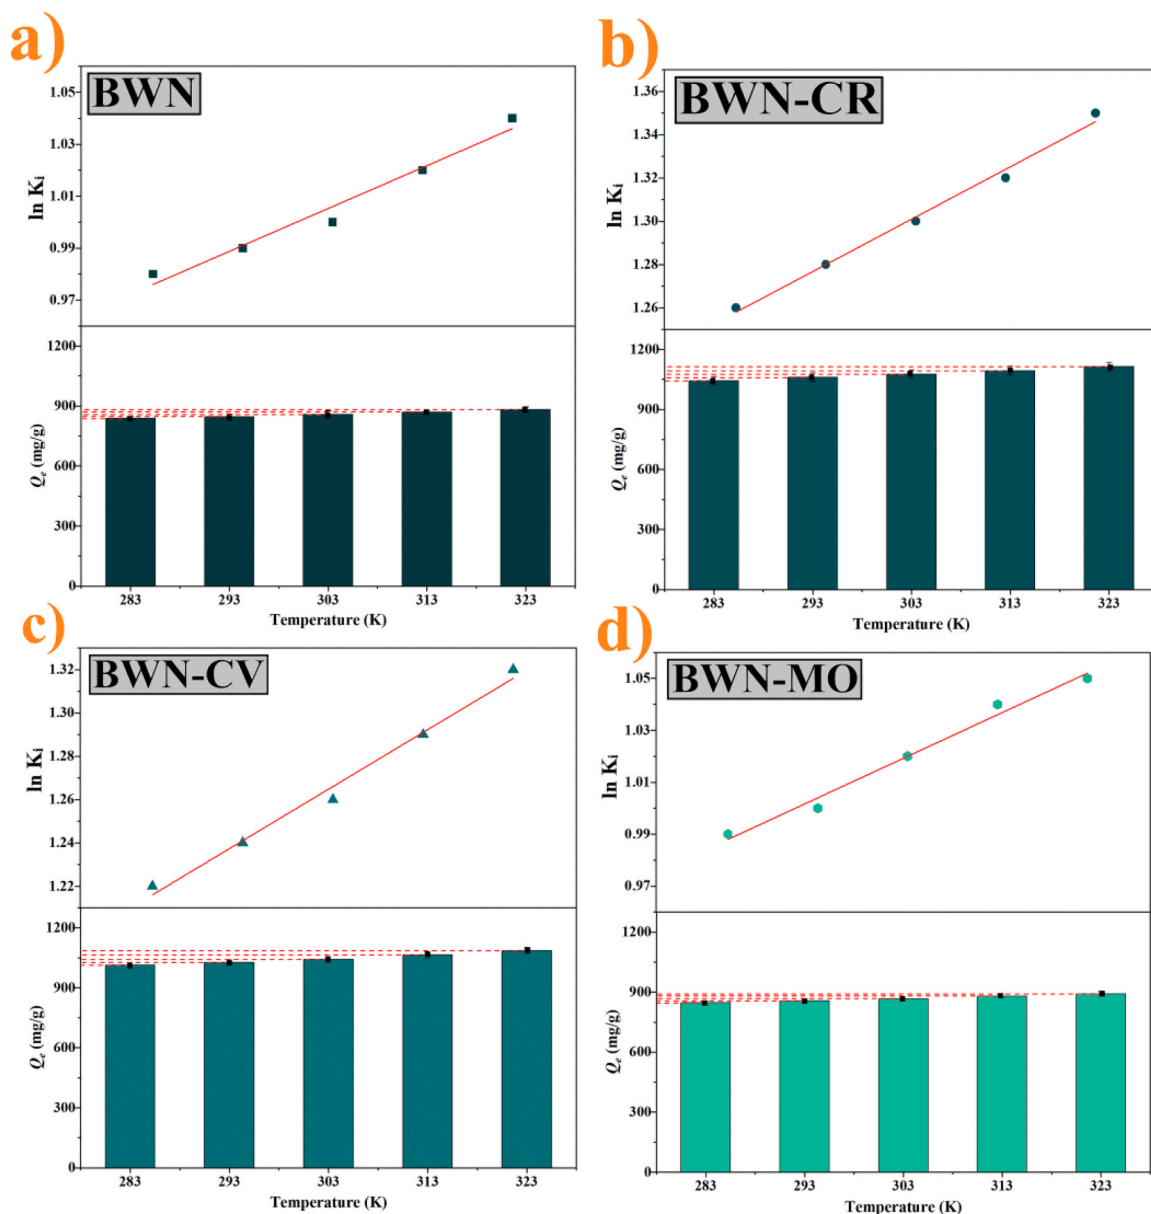 a)
BWN
1.05
1.03
1.01
0.99
0.97
ln Ki
1200
900
600
300
0
Qe (mg/g)
283 293 303 313 323
Temperature (K)
b)
BWN-CR
1.36
1.34
1.32
1.30
1.28
1.26
ln Ki
1200
900
600
300
0
Qe (mg/g)
283 293 303 313 323
Temperature (K)
c)
BWN-CV
1.32
1.30
1.28
1.26
1.24
1.22
ln Ki
1200
900
600
300
0
Qe (mg/g)
283 293 303 313 323
Temperature (K)
d)
BWN-MO
1.05
1.03
1.01
0.99
0.97
ln Ki
1200
900
600
300
0
Qe (mg/g)
283 293 303 313 323
Temperature (K)